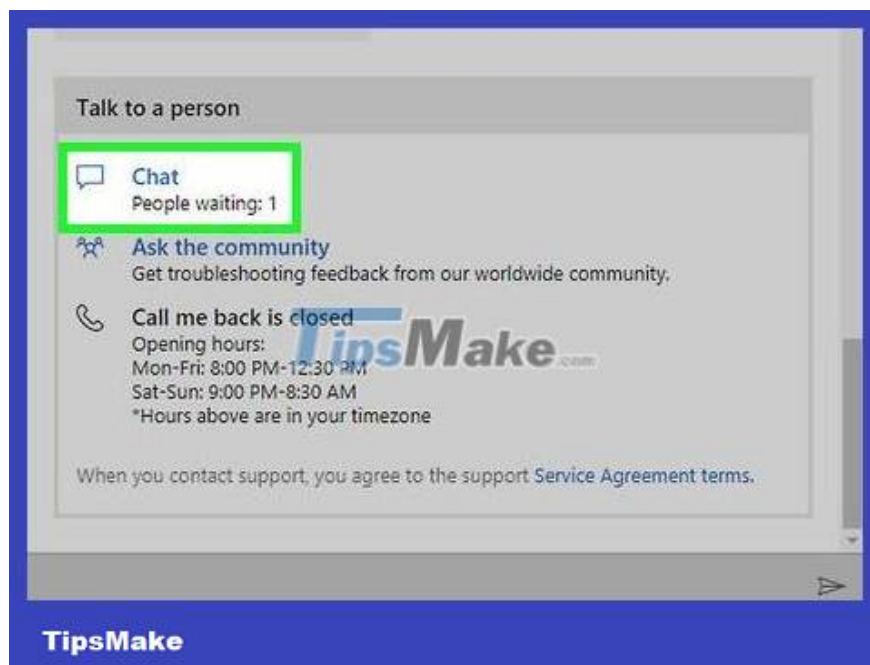 Talk to a person
Chat
People waiting: 1
Ask the community
Get troubleshooting feedback from our worldwide community.
Call me back is closed
Opening hours:
Mon-Fri: 8:00 PM-12:30 PM
Sat-Sun: 9:00 PM-8:30 AM
*Hours above are in your timezone
TipsMake.com
When you contact support, you agree to the support Service Agreement terms.
TipsMake